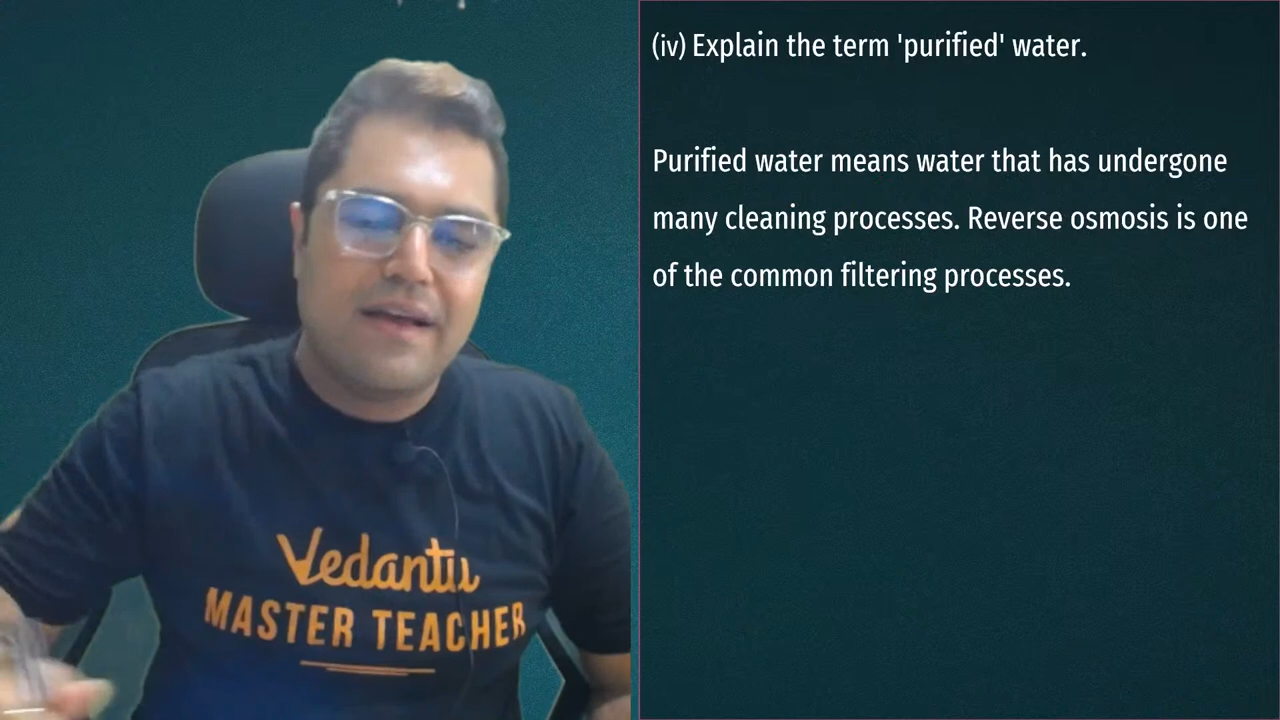 Vedantu
MASTER TEACHER
(iv) Explain the term 'purified' water.
Purified water means water that has undergone
many cleaning processes. Reverse osmosis is one
of the common filtering processes.